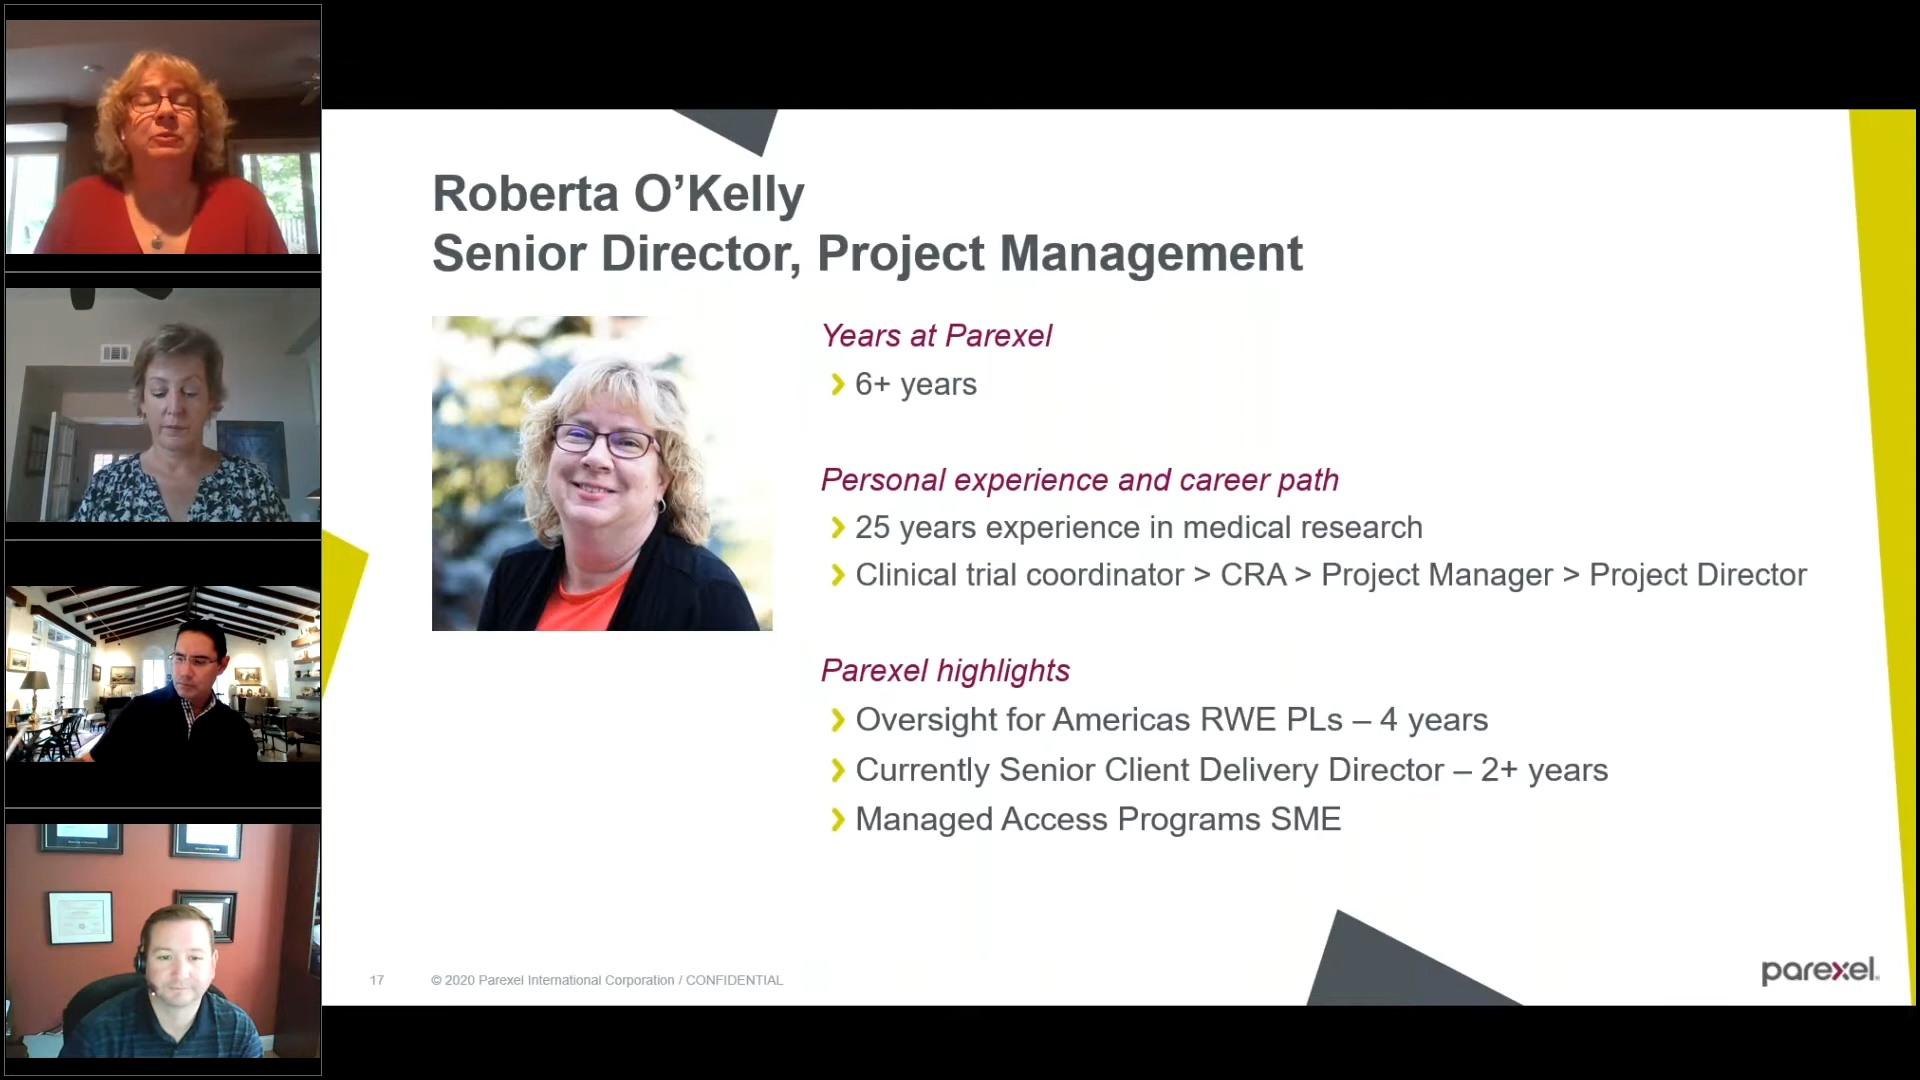 Roberta O’Kelly
Senior Director, Project Management
Years at Parexel
6+ years
Personal experience and career path
25 years experience in medical research
Clinical trial coordinator > CRA > Project Manager > Project Director
Parexel highlights
Oversight for Americas RWE PLs – 4 years
Currently Senior Client Delivery Director – 2+ years
Managed Access Programs SME
17
© 2020 Parexel International Corporation / CONFIDENTIAL
parexel.